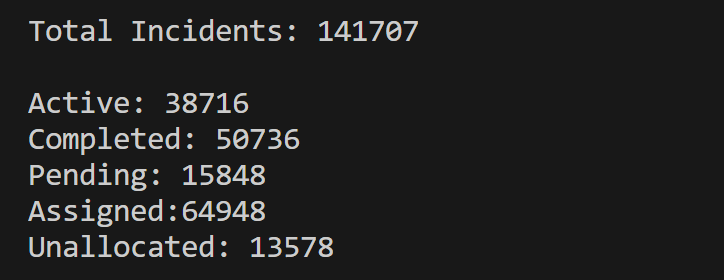 Total Incidents: 141707
Active: 38716
Completed: 50736
Pending: 15848
Assigned:64948
Unallocated: 13578